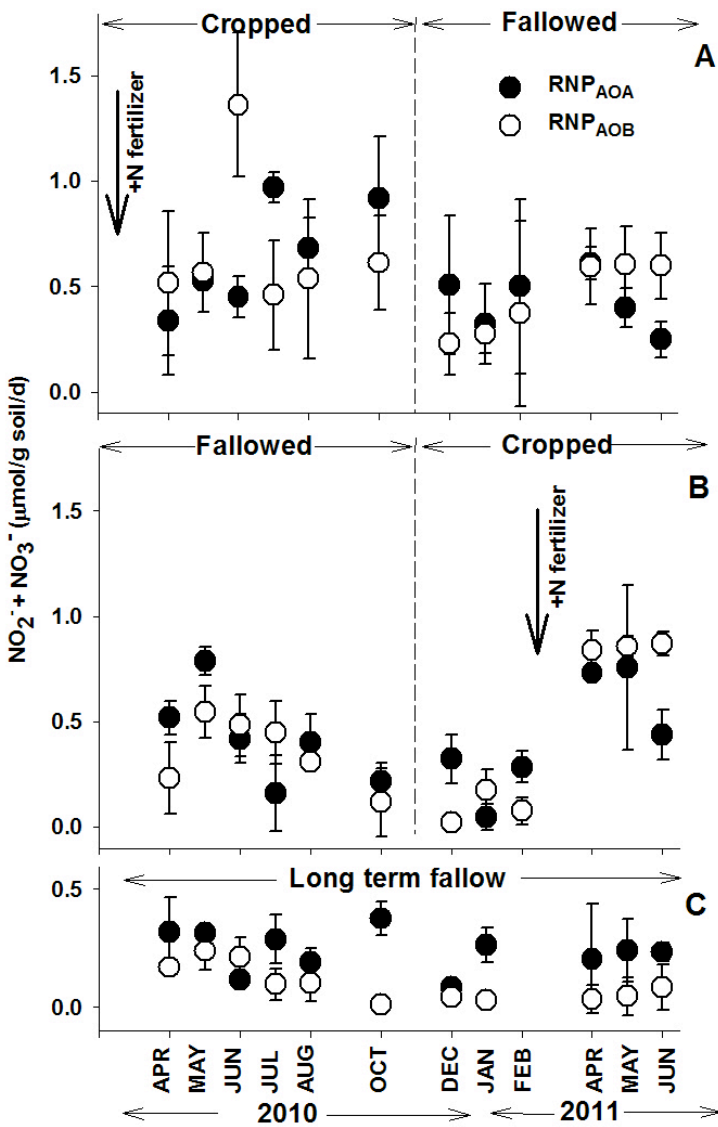 Cropped Fallowed
A
1.5
1.0
0.5
0.0
+N fertilizer
RNP_AOA
RNP_AOB
Fallowed Cropped
B
1.5
1.0
0.5
0.0
+N fertilizer
NO₂⁻ + NO₃⁻ (μmol/g soil/d)
Long term fallow
C
0.5
0.0
APR MAY JUN JUL AUG OCT DEC JAN FEB APR MAY JUN
2010 2011